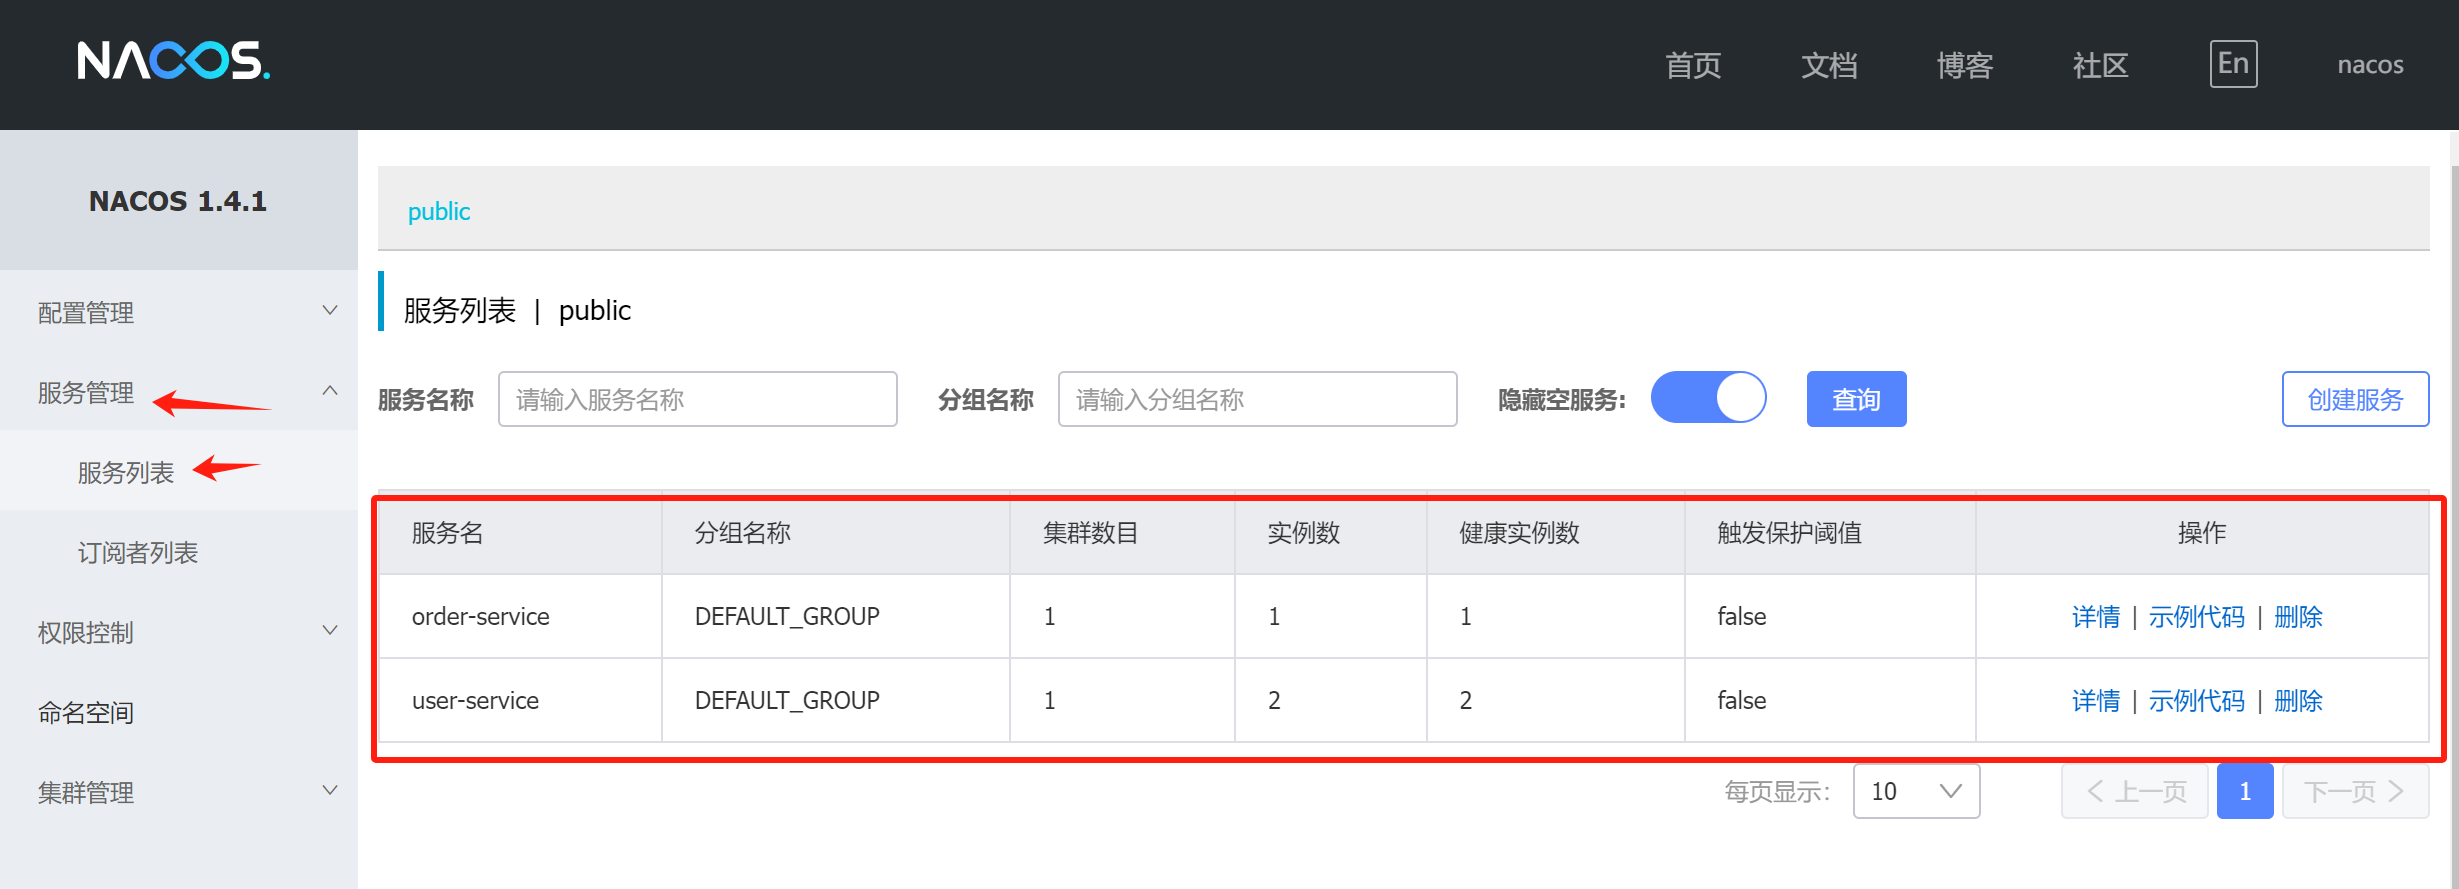 NACOS.
首页 文档 博客 社区 En nacos
NACOS 1.4.1
配置管理
服务管理
服务列表
订阅者列表
权限控制
命名空间
集群管理
public
服务列表 | public
服务名称 请输入服务名称 分组名称 请输入分组名称 隐藏空服务: 查询 创建服务
服务名 分组名称 集群数目 实例数 健康实例数 触发保护阈值 操作
order-service DEFAULT_GROUP 1 1 1 false 详情 | 示例代码 | 删除
user-service DEFAULT_GROUP 1 2 2 false 详情 | 示例代码 | 删除
每页显示: 10 上一页 1 下一页